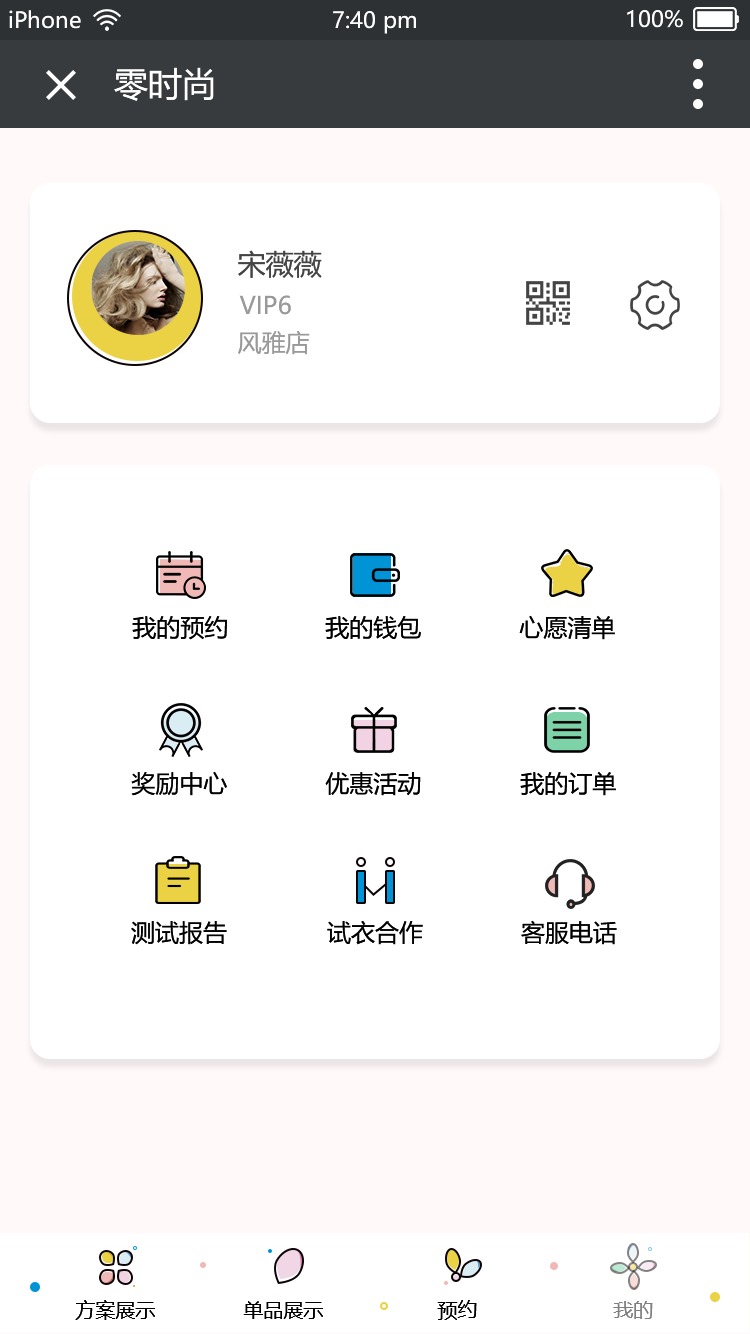 iPhone 7:40 pm 100%
零时尚
宋薇薇
VIP6
风雅店
我的预约 我的钱包 心愿清单
奖励中心 优惠活动 我的订单
测试报告 试衣合作 客服电话
方案展示 单品展示 预约 我的